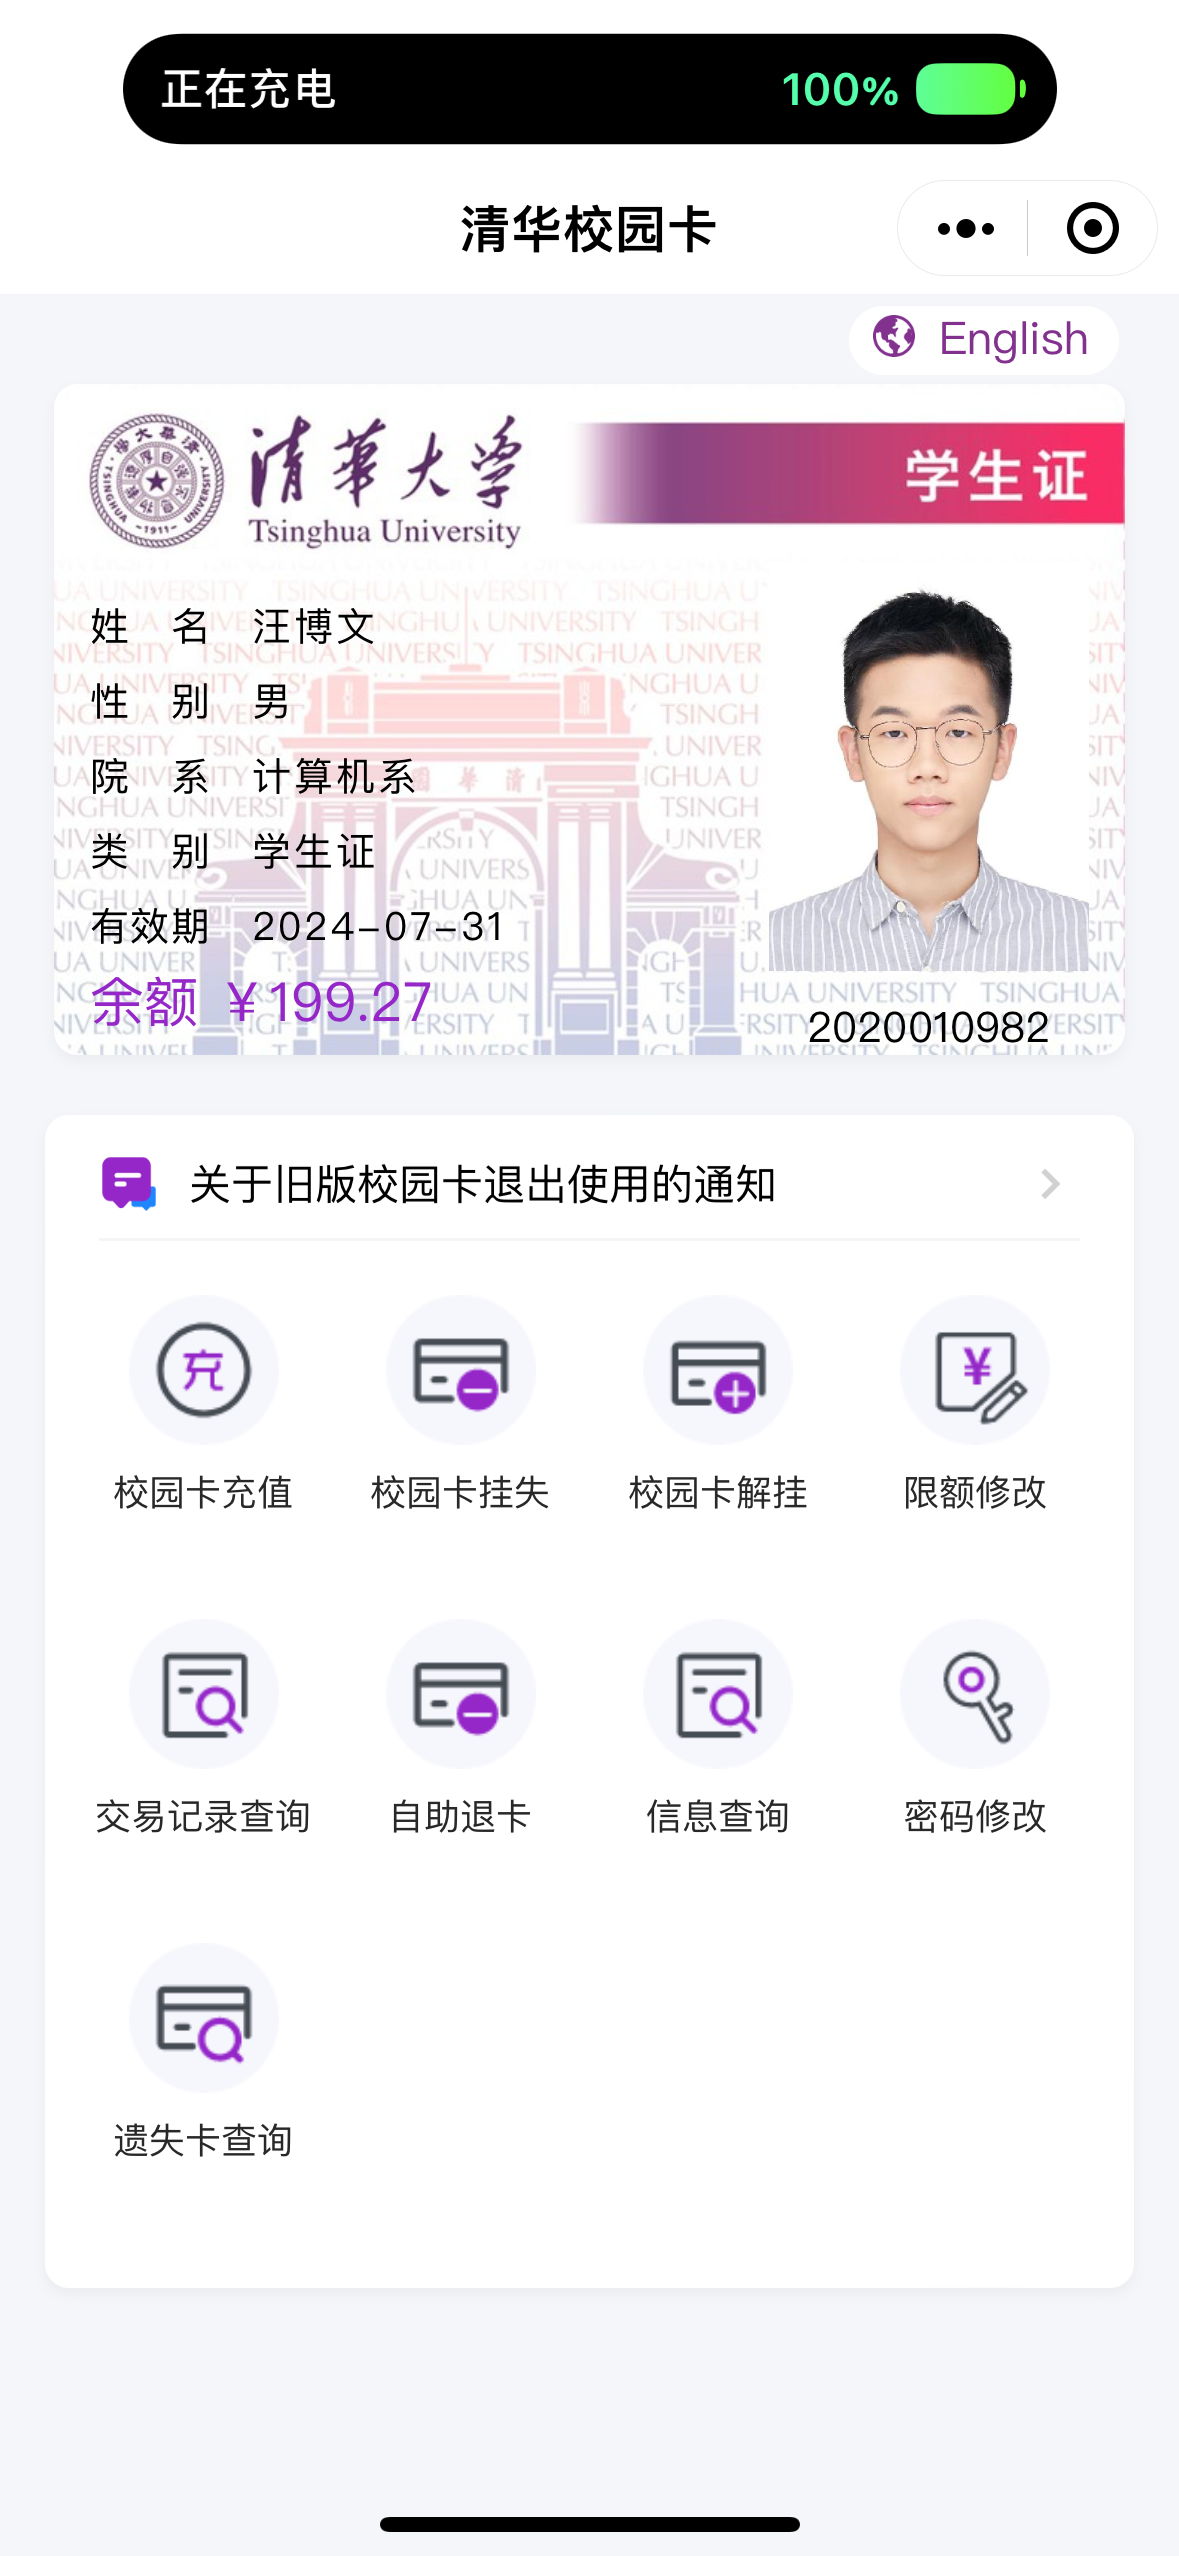 正在充电 100%
清华校园卡
English
清華大学 学生证
Tsinghua University
姓 名 汪博文
性 别 男
院 系 计算机系
类 别 学生证
有效期 2024-07-31
余额 ¥199.27
2020010982
关于旧版校园卡退出使用的通知
充 ¥
校园卡充值 校园卡挂失 校园卡解挂 限额修改
交易记录查询 自助退卡 信息查询 密码修改
遗失卡查询